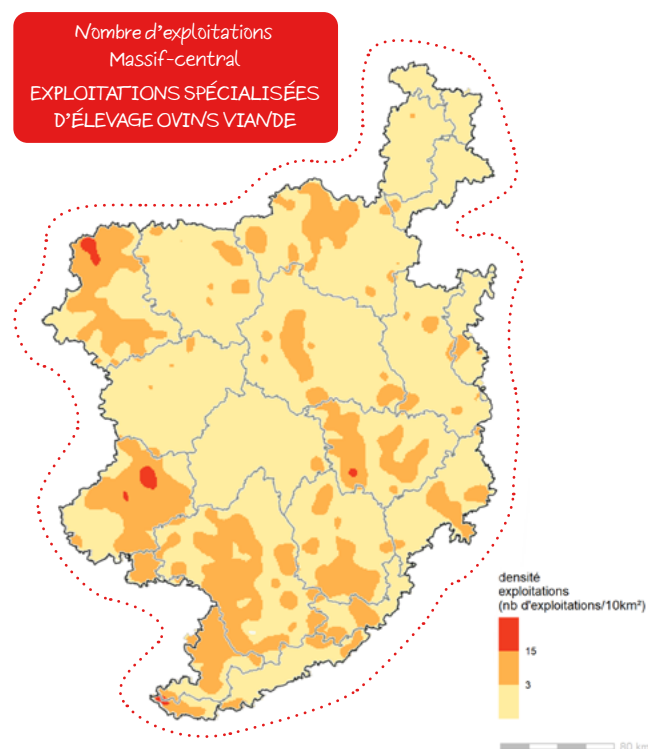 Nombre d'exploitations
Massif-central
EXPLOITATIONS SPÉCIALISÉES
D'ÉLEVAGE OVINS VIANDE
densité
exploitations
(nb d'exploitations/10km²)
15
3
80 km